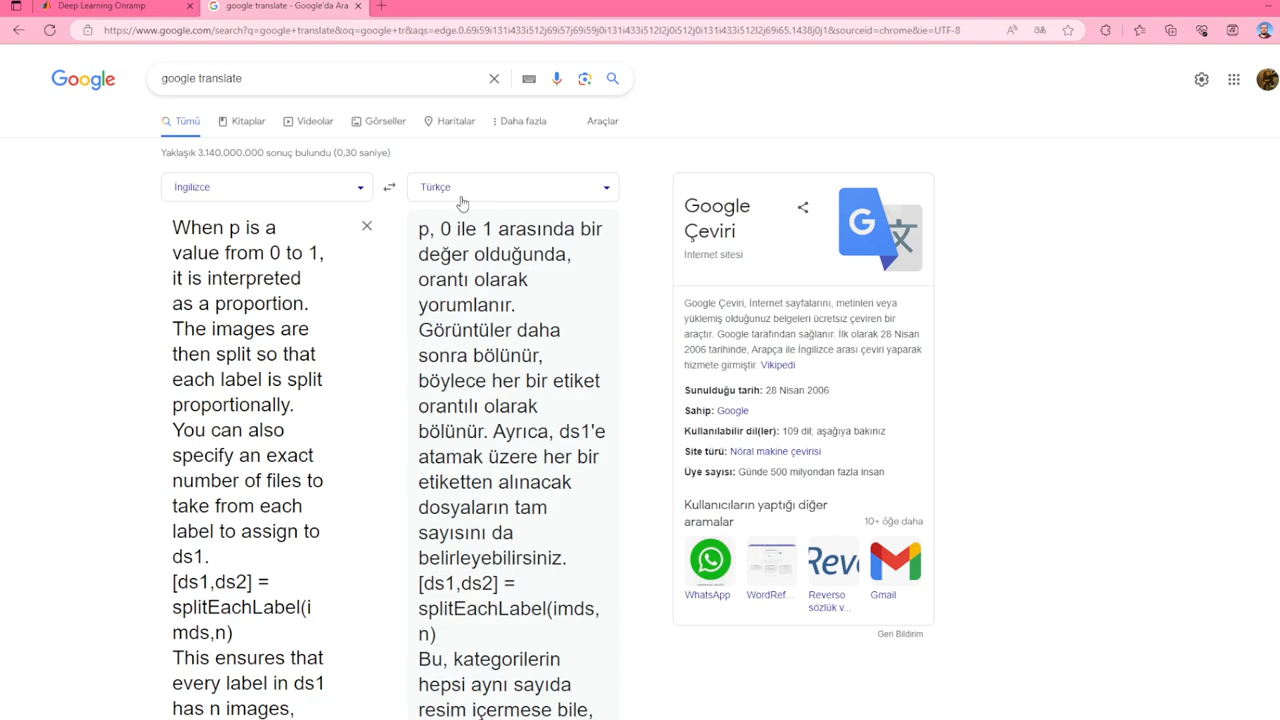 Deep Learning Onramp
google translate - Google'da Ara
https://www.google.com/search?q=google+translate&oq=google+tr&aqs=edge.0.69i59i131i433i512j69i57j69i59j0i131i433i512l2j0i512j0i131i433i512l2j69i65.1438j0j1&sourceid=chrome&ie=UTF-8
Google
google translate
Tümü
Kitaplar
Videolar
Görseller
Haritalar
Daha fazla
Araçlar
Yaklaşık 3.140.000.000 sonuç bulundu (0,30 saniye)
İngilizce
Türkçe
When p is a
value from 0 to 1,
it is interpreted
as a proportion.
The images are
then split so that
each label is split
proportionally.
You can also
specify an exact
number of files to
take from each
label to assign to
ds1.
[ds1,ds2] =
splitEachLabel(i
mds,n)
This ensures that
every label in ds1
has n images,
p, 0 ile 1 arasında bir
değer olduğunda,
orantı olarak
yorumlanır.
Görüntüler daha
sonra bölünür,
böylece her bir etiket
orantılı olarak
bölünür. Ayrıca, ds1'e
atamak üzere her bir
etiketten alınacak
dosyaların tam
sayısını da
belirleyebilirsiniz.
[ds1,ds2] =
splitEachLabel(imds,
n)
Bu, kategorilerin
hepsi aynı sayıda
resim içermese bile,
Google
Çeviri
İnternet sitesi
Google Çeviri, İnternet sayfalarını, metinleri veya
yüklemiş olduğunuz belgeleri ücretsiz çeviren bir
araçtır. Google tarafından sağlanır. İlk olarak 28 Nisan
2006 tarihinde, Arapça ile İngilizce arası çeviri yaparak
hizmete girmiştir. Vikipedi
Sunulduğu tarih: 28 Nisan 2006
Sahip: Google
Kullanılabilir dil(ler): 109 dil; aşağıya bakınız
Site türü: Nöral makine çevirisi
Üye sayısı: Günde 500 milyondan fazla insan
Kullanıcıların yaptığı diğer
aramalar
10+ öğe daha
Reve
WhatsApp
WordRef...
Reverso
sözlük v...
Gmail
Geri Bildirim